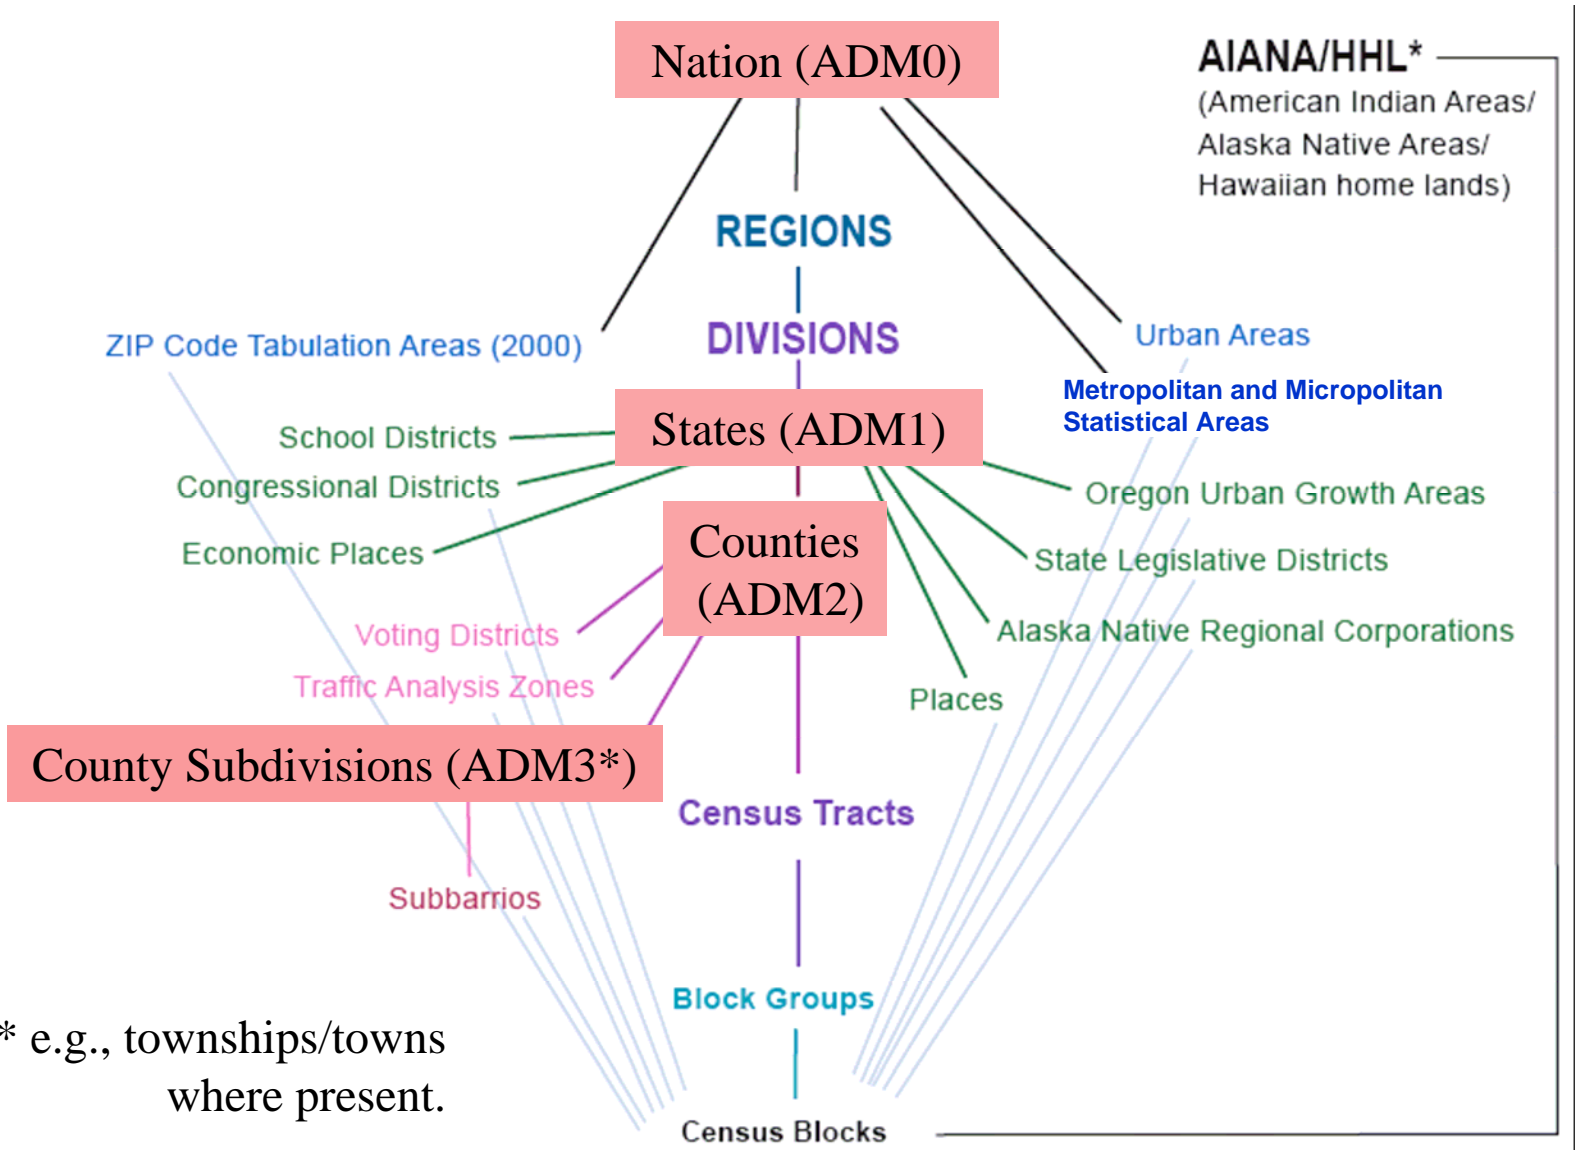 Nation (ADM0)
AIANA/HHL*
(American Indian Areas/
Alaska Native Areas/
Hawaiian home lands)
REGIONS
ZIP Code Tabulation Areas (2000)
DIVISIONS
Urban Areas
Metropolitan and Micropolitan
Statistical Areas
School Districts
States (ADM1)
Congressional Districts
Oregon Urban Growth Areas
Economic Places
Counties
(ADM2)
State Legislative Districts
Voting Districts
Alaska Native Regional Corporations
Traffic Analysis Zones
Places
County Subdivisions (ADM3*)
Census Tracts
Subbarrios
Block Groups
* e.g., townships/towns
where present.
Census Blocks